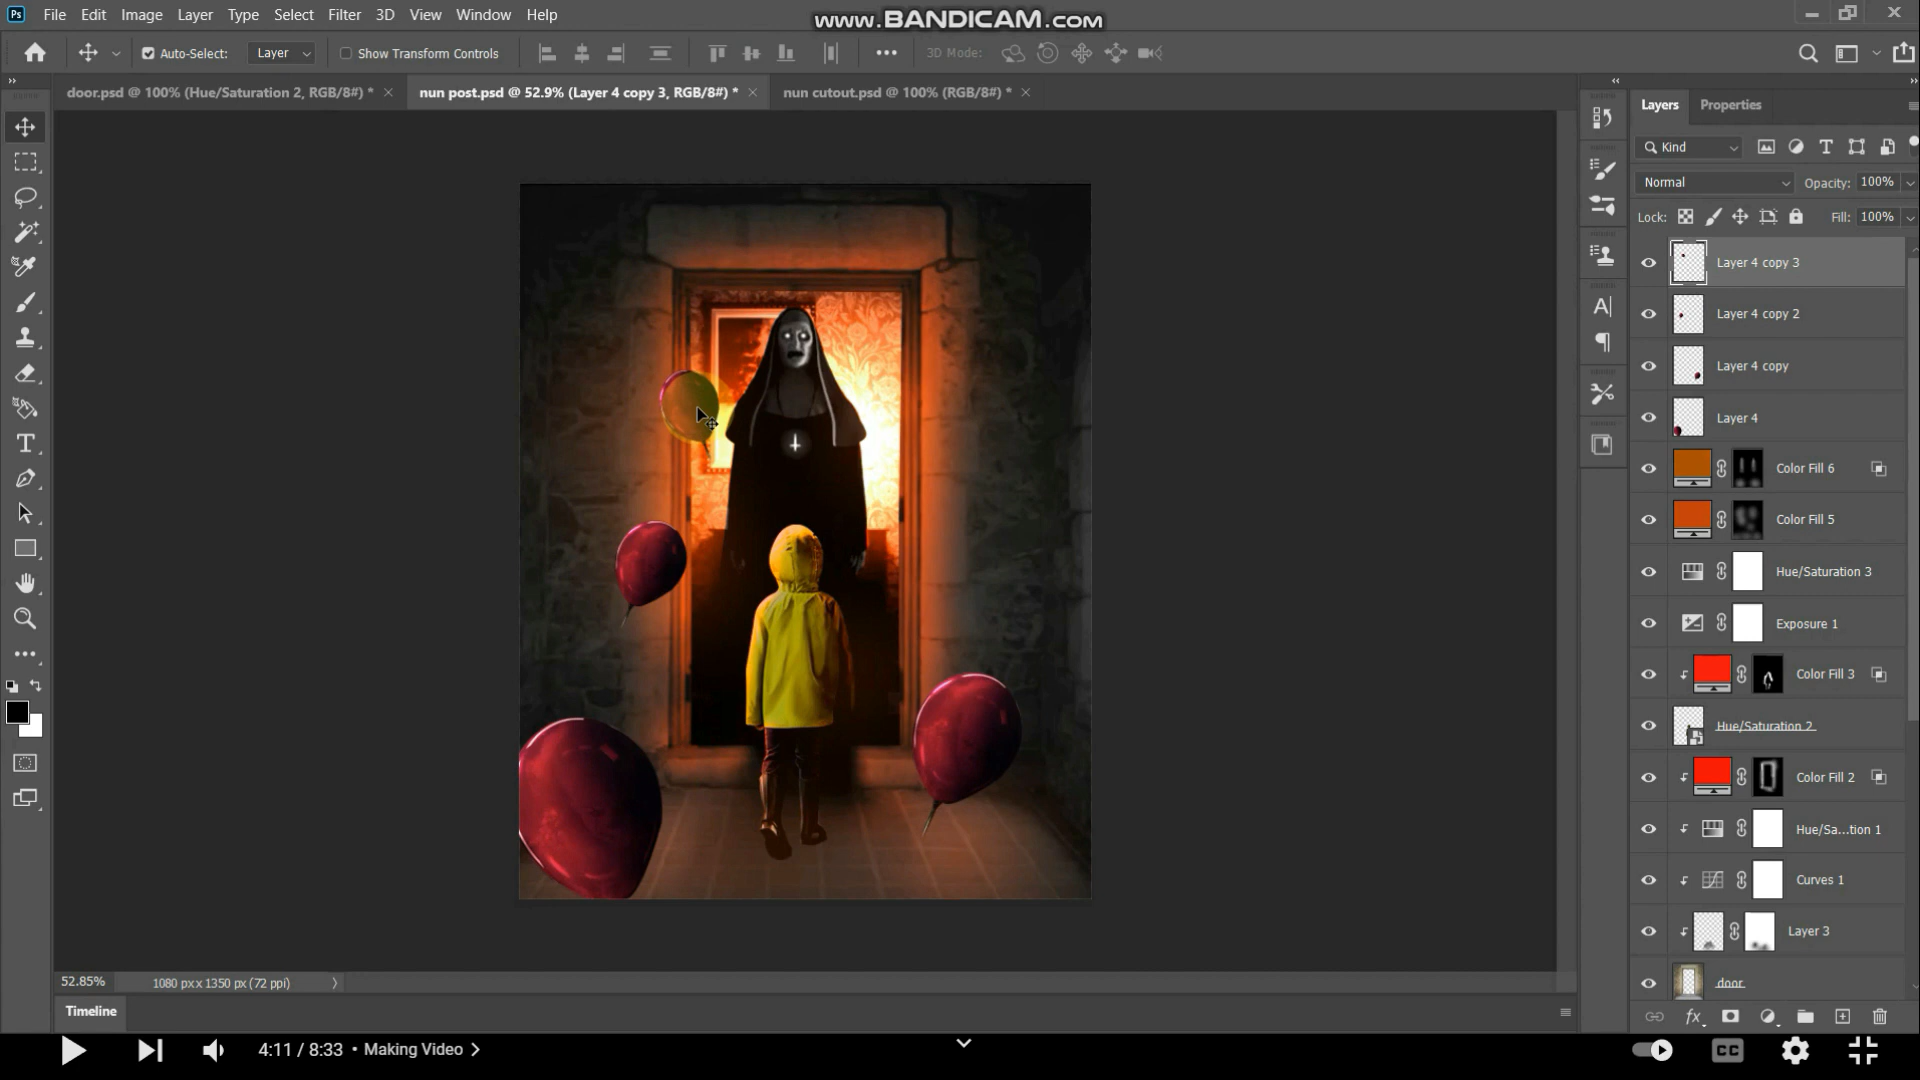 Ps File Edit Image Layer Type Select Filter 3D View Window Help
www.BANDICAM.com
Auto-Select: Layer Show Transform Controls 3D Mode:
door.psd @ 100% (Hue/Saturation 2, RGB/8#) *
nun post.psd @ 52.9% (Layer 4 copy 3, RGB/8#) *
nun cutout.psd @ 100% (RGB/8#) *
Layers Properties
Kind
Normal Opacity: 100%
Lock: Fill: 100%
Layer 4 copy 3
Layer 4 copy 2
Layer 4 copy
Layer 4
Color Fill 6
Color Fill 5
Hue/Saturation 3
Exposure 1
Color Fill 3
Hue/Saturation 2
Color Fill 2
Hue/Sa...tion 1
Curves 1
Layer 3
door
fx
52.85% 1080 px x 1350 px (72 ppi)
Timeline
4:11 / 8:33 • Making Video
CC